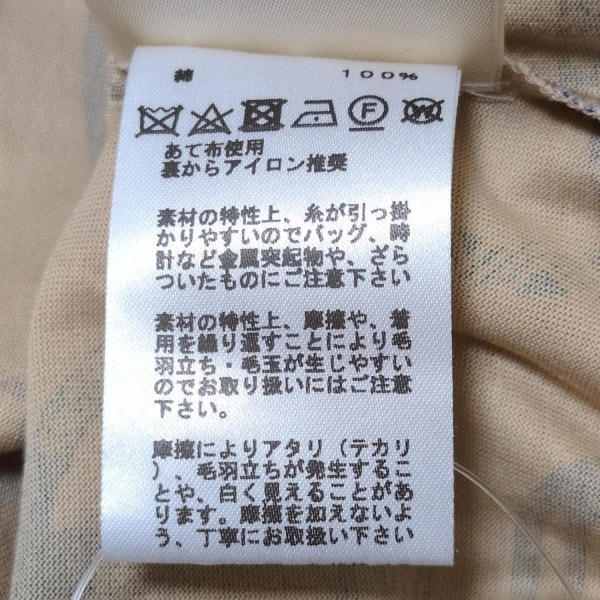 綿 100%
あて布使用
裏からアイロン推奨
素材の特性上、糸が引っ掛
かりやすいのでバッグ、時
計など金属突起物や、ざら
ついたものにご注意下さい
素材の特性上、摩擦や、着
用を繰り返すことにより毛
羽立ち・毛玉が生じやすい
のでお取り扱いにはご注意下
さい。
摩擦によりアタリ(テカリ
)、毛羽立ちが発生するこ
とや、白く見えることがあ
ります。摩擦を加えないよ
う、丁寧にお取扱い下さい